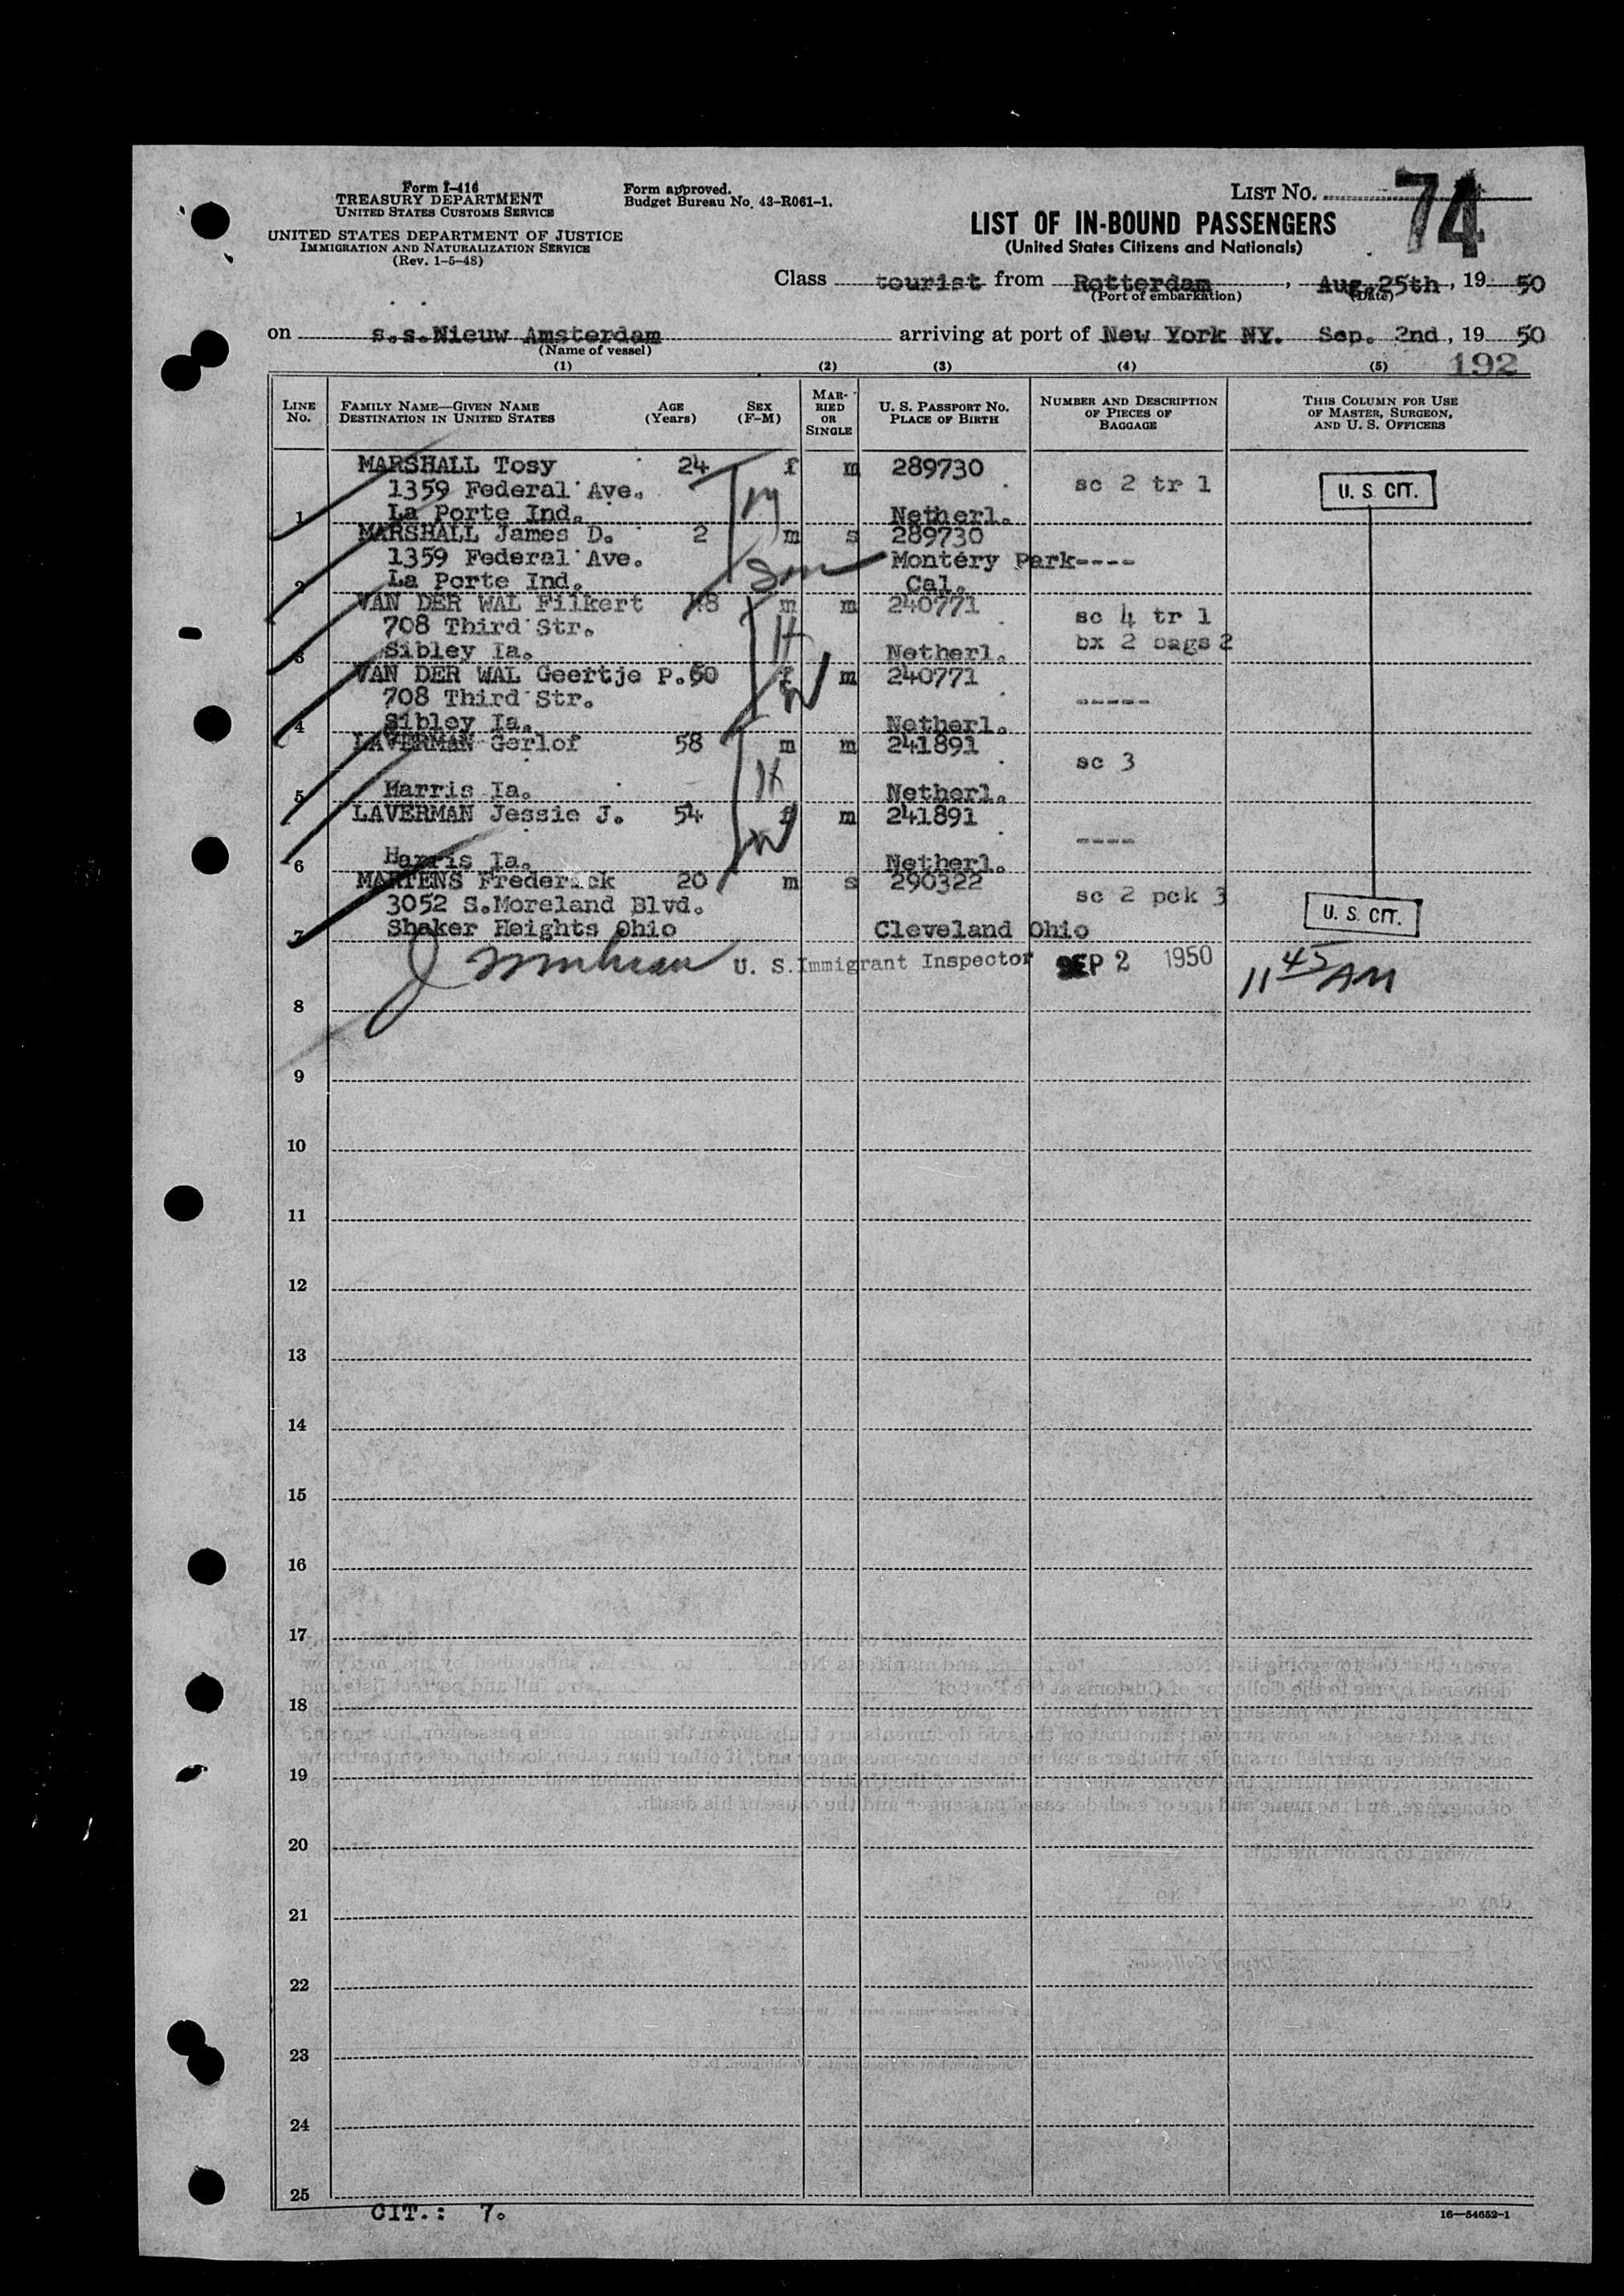 Form I-416
TREASURY DEPARTMENT
UNITED STATES CUSTOMS SERVICE
UNITED STATES DEPARTMENT OF JUSTICE
IMMIGRATION AND NATURALIZATION SERVICE
(Rev. 1-5-48)
Form approved.
Budget Bureau No. 43-R061-1.
LIST NO. 74
LIST OF IN-BOUND PASSENGERS
(United States Citizens and Nationals)
Class tourist from Rotterdam, Aug.25th, 19 50
(Port of embarkation) (Date)
on s.s.Nieuw Amsterdam arriving at port of New York NY. Sep. 2nd, 19 50
(Name of vessel)
(1) (2) (3) (4) (5) 192
LINE No. FAMILY NAME—GIVEN NAME DESTINATION IN UNITED STATES AGE (Years) SEX (F-M) MARRIED OR SINGLE U. S. PASSPORT NO. PLACE OF BIRTH NUMBER AND DESCRIPTION OF PIECES OF BAGGAGE THIS COLUMN FOR USE OF MASTER, SURGEON, AND U. S. OFFICERS
MARSHALL Tosy 24 f m 289730
1359 Federal Ave. sc 2 tr 1 U. S. CIT.
1 La Porte Ind. M Netherl.
MARSHALL James D. 2 m s 289730
1359 Federal Ave. Montery Park----
2 La Porte Ind. Son Cal.
VAN DER WAL Filkert 48 m m 240771
708 Third Str. H sc 4 tr 1
3 Sibley Ia. Netherl. bx 2 bags 2
VAN DER WAL Geertje P. 60 f m 240771
708 Third Str. W -----
4 Sibley Ia. Netherl.
LAVERMAN Gerlof 58 m m 241891
H sc 3
5 Harris Ia. Netherl.
LAVERMAN Jessie J. 54 f m 241891
W ----
6 Harris Ia. Netherl.
MARTENS Frederick 20 m s 290322
3052 S.Moreland Blvd. sc 2 pck 3 U. S. CIT.
7 Shaker Heights Ohio Cleveland Ohio
U. S. Immigrant Inspector SEP 2 1950 11 45 AM
8
9
10
11
12
13
14
15
16
17
18
19
20
21
22
23
24
25
CIT.: 7.
16—54652-1